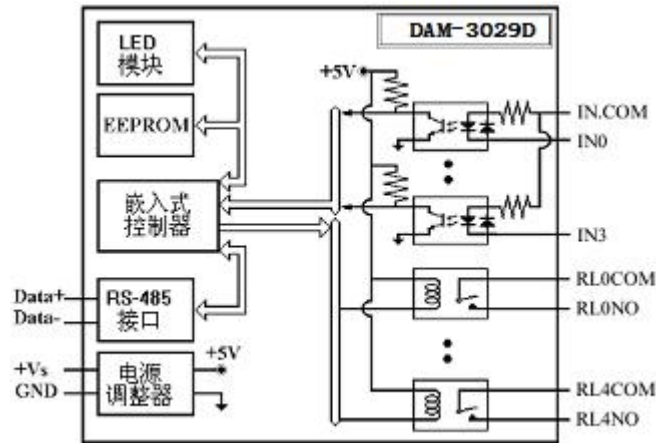 DAM-3029D
LED
模块
EEPROM
嵌入式
控制器
Data+
Data-
RS-485
接口
+Vs
GND
电源
调整器
+5V
+5V
IN.COM
IN0
IN3
RL0COM
RL0NO
RL4COM
RL4NO